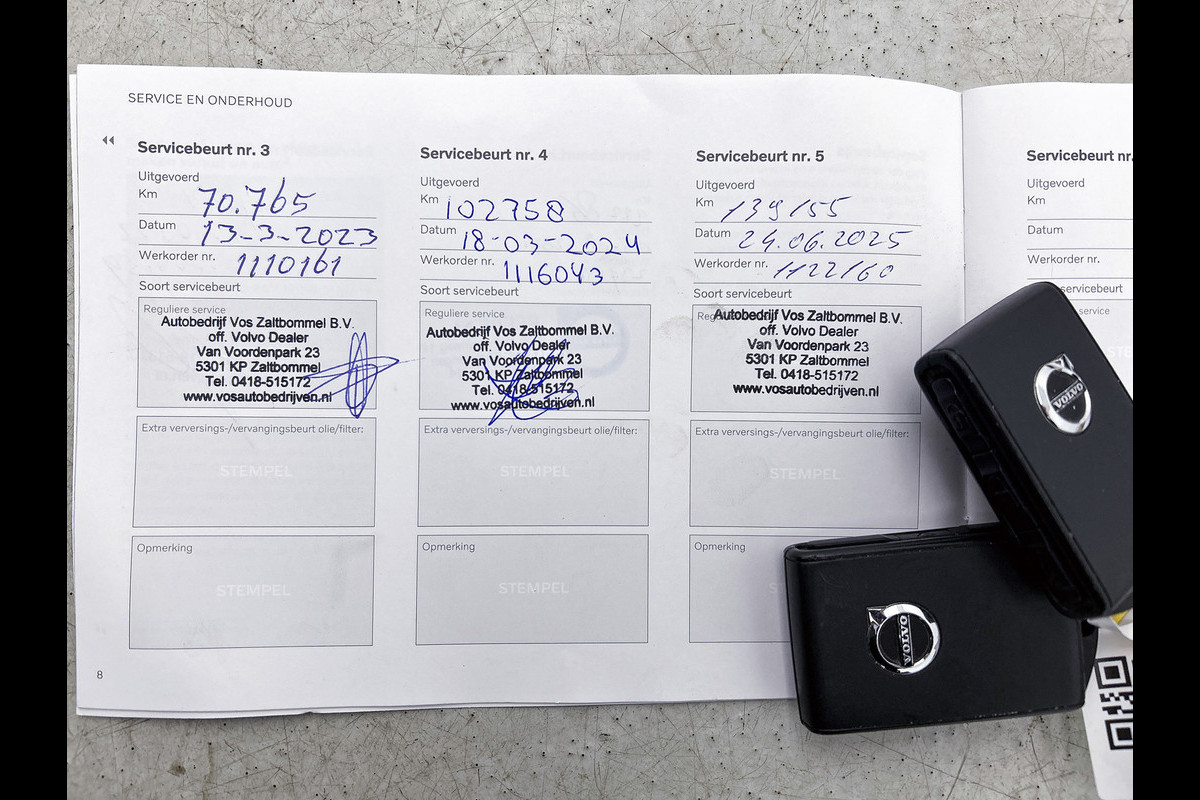 SERVICE EN ONDERHOUD
Servicebeurt nr. 3
Uitgevoerd
Km 70.765
Datum 13-3-2023
Werkorder nr. 1110161
Soort servicebeurt
Reguliere service
Autobedrijf Vos Zaltbommel B.V.
off. Volvo Dealer
Van Voordenpark 23
5301 KP Zaltbommel
Tel. 0418-515172
www.vosautobedrijven.nl
Extra verversings-/vervangingsbeurt olie/filter:
STEMPEL
Opmerking
STEMPEL
8
Servicebeurt nr. 4
Uitgevoerd
Km 102758
Datum 18-03-2024
Werkorder nr. 1116043
Soort servicebeurt
Reguliere service
Autobedrijf Vos Zaltbommel B.V.
off. Volvo Dealer
Van Voordenpark 23
5301 KP Zaltbommel
Tel. 0418-515172
www.vosautobedrijven.nl
Extra verversings-/vervangingsbeurt olie/filter:
STEMPEL
Opmerking
STEMPEL
Servicebeurt nr. 5
Uitgevoerd
Km 139155
Datum 24.06.2025
Werkorder nr. 1122160
Soort servicebeurt
Autobedrijf Vos Zaltbommel B.V.
off. Volvo Dealer
Van Voordenpark 23
5301 KP Zaltbommel
Tel. 0418-515172
www.vosautobedrijven.nl
Extra verversings-/vervangingsbeurt olie/filter:
STEMPEL
Opmerking
Servicebeurt nr.
Uitgevoerd
Km
Datum
Werkorder nr.
servicebeurt
service
VOLVO
VOLVO